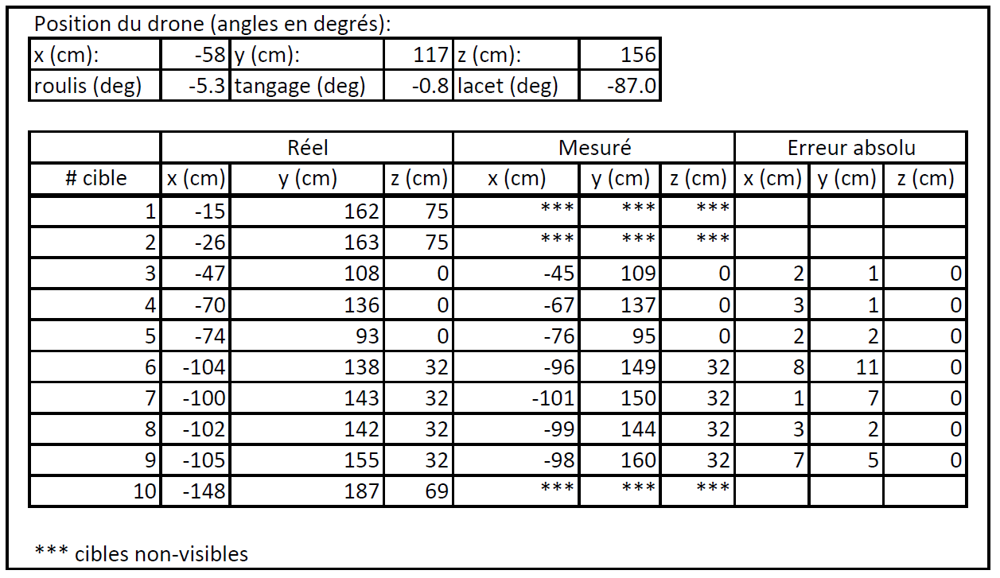 Position du drone (angles en degrés):
x (cm): -58 y (cm): 117 z (cm): 156
roulis (deg) -5.3 tangage (deg) -0.8 lacet (deg) -87.0
Réel Mesuré Erreur absolu
# cible x (cm) y (cm) z (cm) x (cm) y (cm) z (cm) x (cm) y (cm) z (cm)
1 -15 162 75 *** *** ***
2 -26 163 75 *** *** ***
3 -47 108 0 -45 109 0 2 1 0
4 -70 136 0 -67 137 0 3 1 0
5 -74 93 0 -76 95 0 2 2 0
6 -104 138 32 -96 149 32 8 11 0
7 -100 143 32 -101 150 32 1 7 0
8 -102 142 32 -99 144 32 3 2 0
9 -105 155 32 -98 160 32 7 5 0
10 -148 187 69 *** *** ***
*** cibles non-visibles